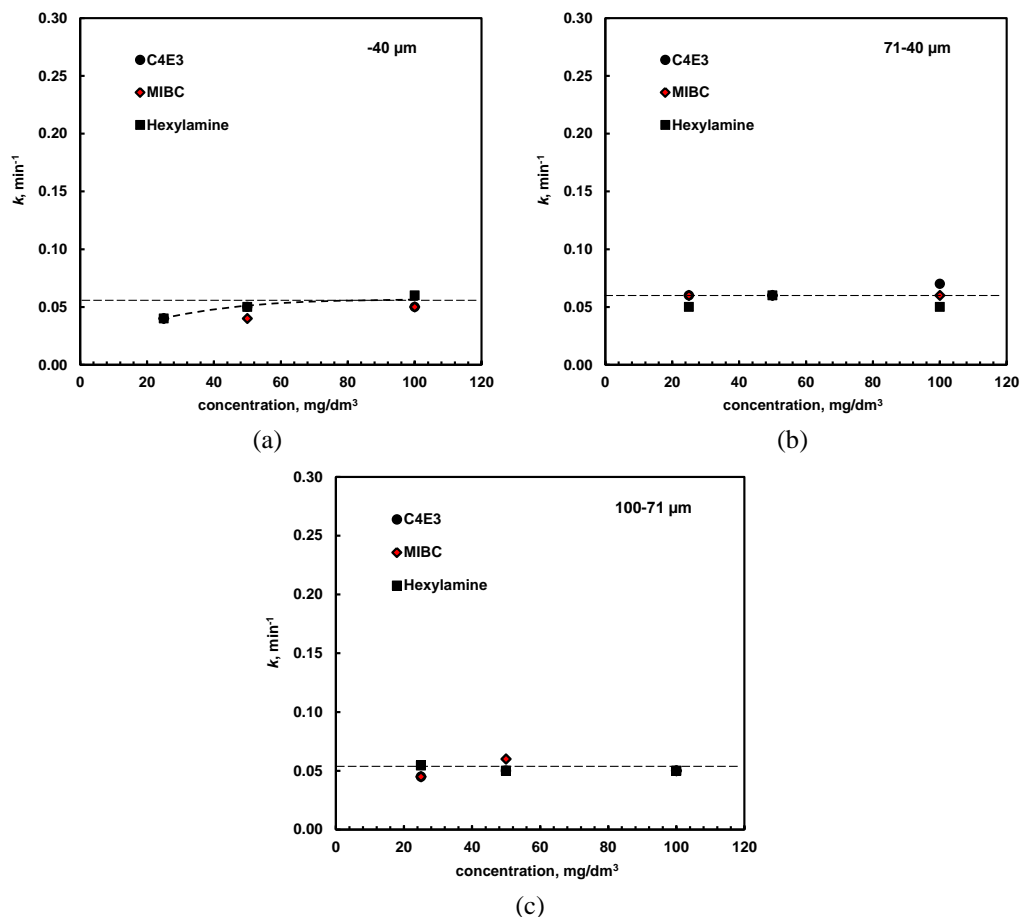 -40 µm
C4E3
MIBC
Hexylamine
0.30
0.25
0.20
0.15
0.10
0.05
0.00
k, min-1
0 20 40 60 80 100 120
concentration, mg/dm3
(a)
71-40 µm
C4E3
MIBC
Hexylamine
0.30
0.25
0.20
0.15
0.10
0.05
0.00
k, min-1
0 20 40 60 80 100 120
concentration, mg/dm3
(b)
100-71 µm
C4E3
MIBC
Hexylamine
0.30
0.25
0.20
0.15
0.10
0.05
0.00
k, min-1
0 20 40 60 80 100 120
concentration, mg/dm3
(c)